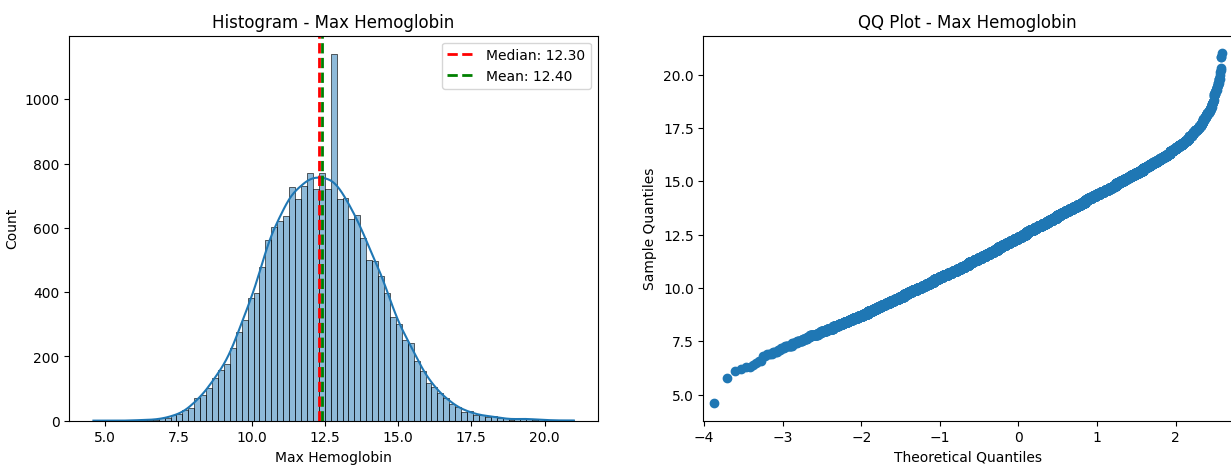 Histogram - Max Hemoglobin
Median: 12.30
Mean: 12.40
1000
800
600
400
200
0
Count
5.0 7.5 10.0 12.5 15.0 17.5 20.0
Max Hemoglobin
QQ Plot - Max Hemoglobin
20.0
17.5
15.0
12.5
10.0
7.5
5.0
Sample Quantiles
−4 −3 −2 −1 0 1 2
Theoretical Quantiles